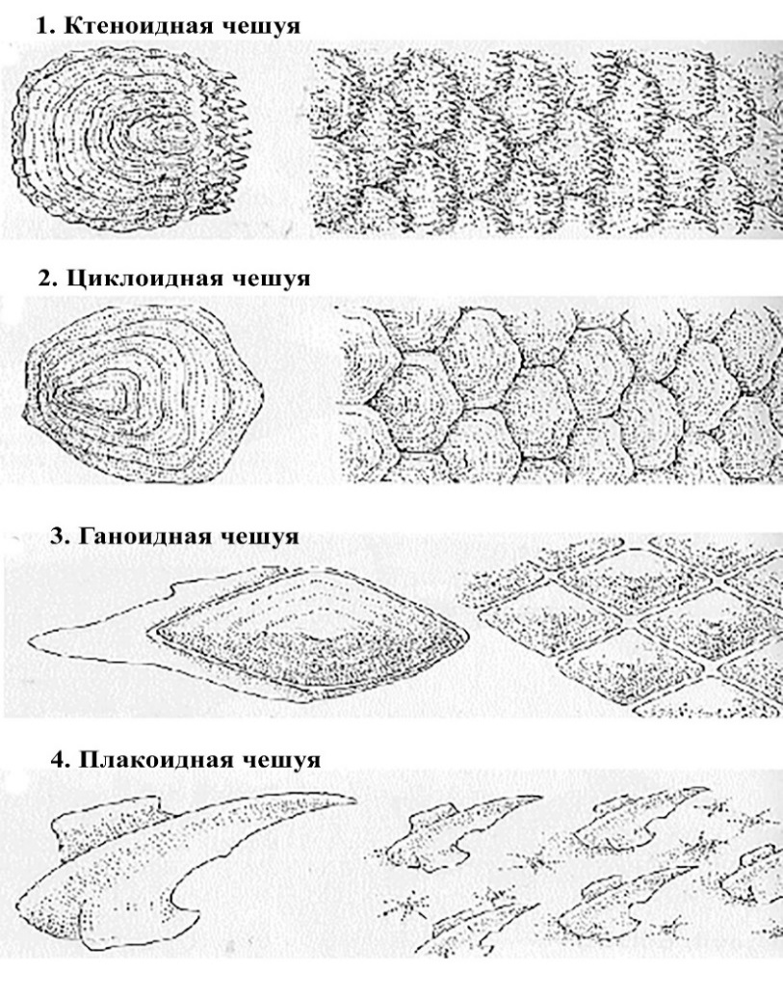 1. Ктеноидная чешуя
2. Циклоидная чешуя
3. Ганоидная чешуя
4. Плакоидная чешуя